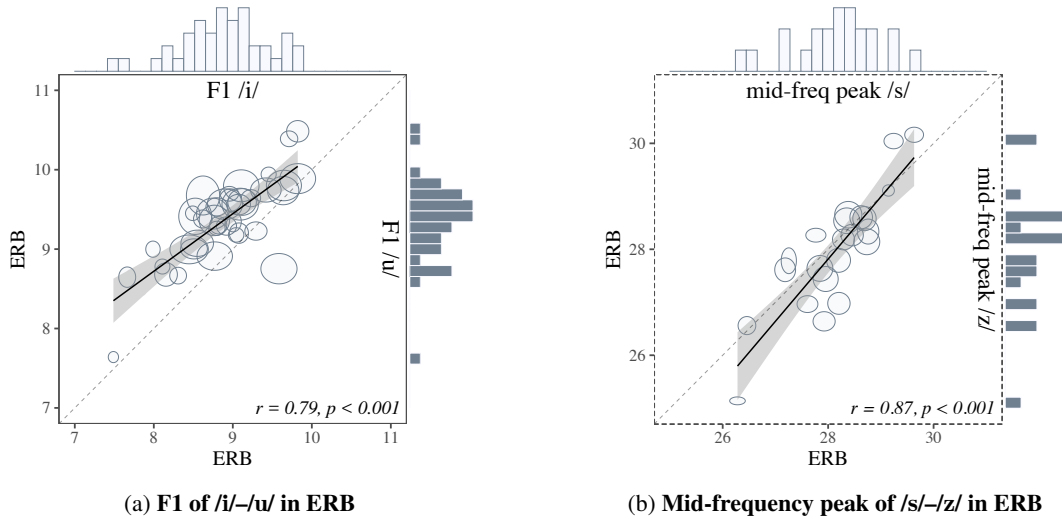 F1 /i/
11
10
ERB
9
8
7
F1 /u/
r = 0.79, p < 0.001
7 8 9 10 11
ERB
(a) F1 of /i/–/u/ in ERB
mid-freq peak /s/
30
ERB
28
26
mid-freq peak /z/
r = 0.87, p < 0.001
26 28 30
ERB
(b) Mid-frequency peak of /s/–/z/ in ERB